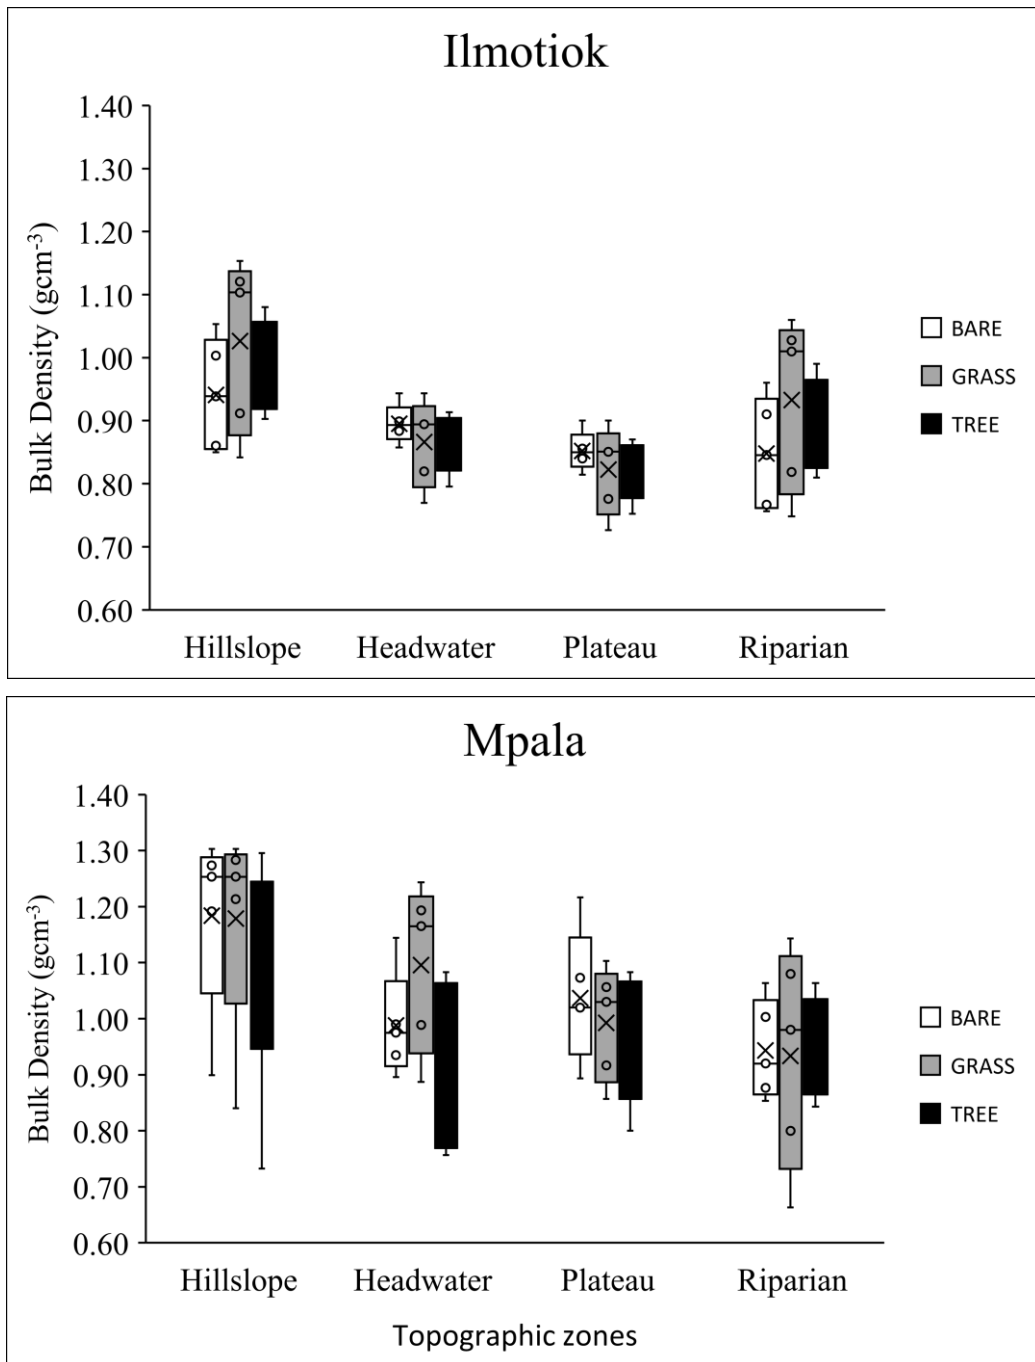 Ilmotiok
Bulk Density (gcm⁻³)
1.40
1.30
1.20
1.10
1.00
0.90
0.80
0.70
0.60
Hillslope Headwater Plateau Riparian
BARE
GRASS
TREE
Mpala
Bulk Density (gcm⁻³)
1.40
1.30
1.20
1.10
1.00
0.90
0.80
0.70
0.60
Hillslope Headwater Plateau Riparian
Topographic zones
BARE
GRASS
TREE